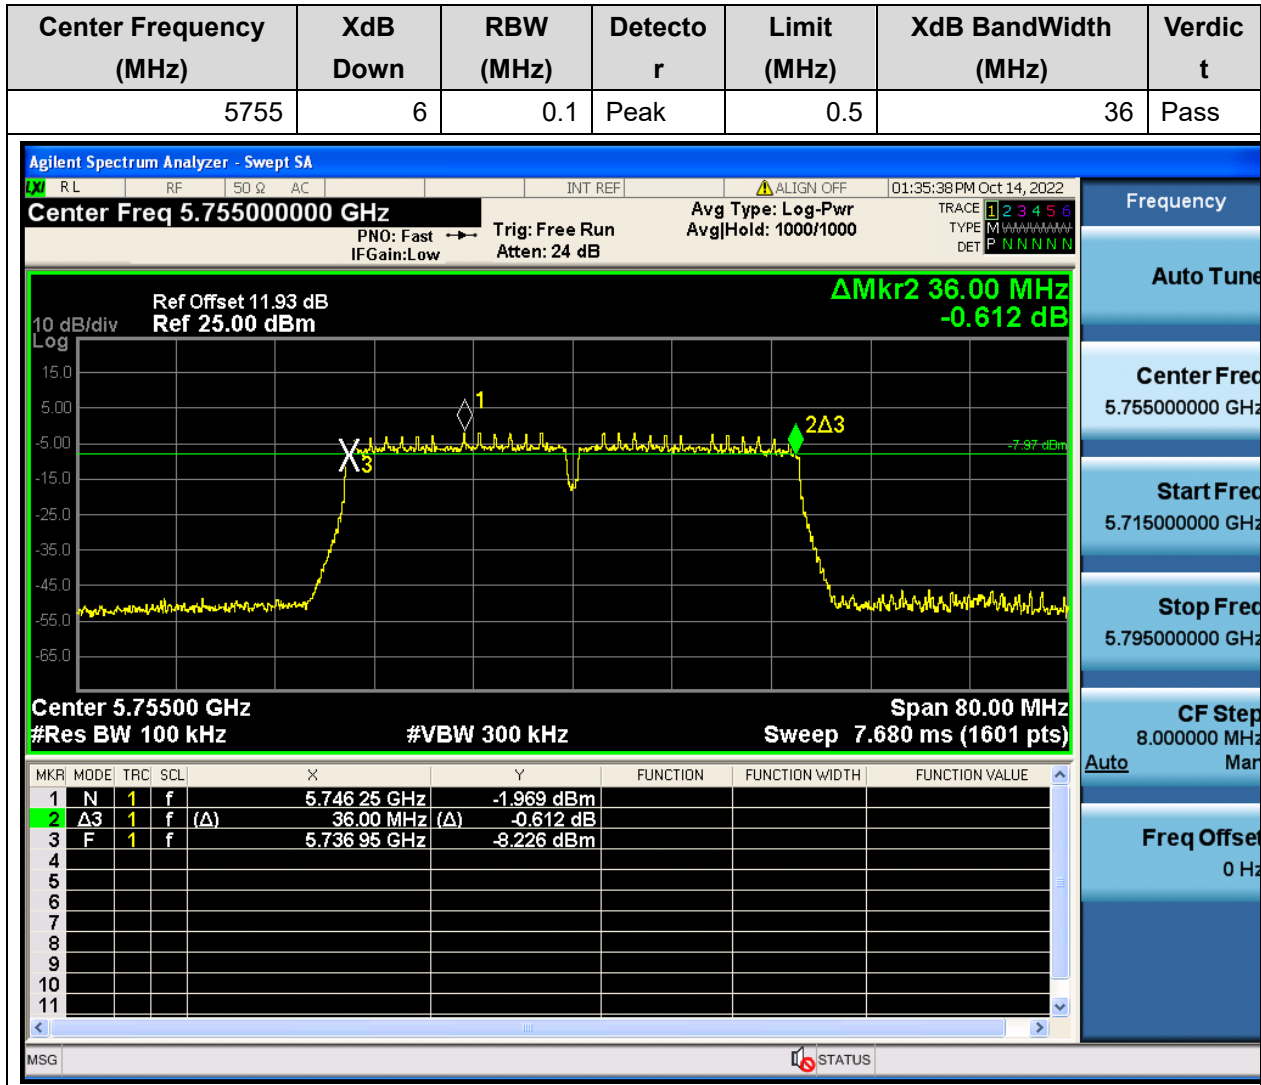 Center Frequency (MHz) XdB Down RBW (MHz) Detecto r Limit (MHz) XdB BandWidth (MHz) Verdic t
5755 6 0.1 Peak 0.5 36 Pass
Agilent Spectrum Analyzer - Swept SA
LXI RL RF 50 Ω AC INT REF ALIGN OFF 01:35:38 PM Oct 14, 2022
Center Freq 5.755000000 GHz
PNO: Fast
IFGain:Low
Trig: Free Run
Atten: 24 dB
Avg Type: Log-Pwr
Avg|Hold: 1000/1000
TRACE 1 2 3 4 5 6
TYPE M
DET P N N N N N
ΔMkr2 36.00 MHz
-0.612 dB
Ref Offset 11.93 dB
10 dB/div Ref 25.00 dBm
Log
15.0
5.00
-5.00
-15.0
-25.0
-35.0
-45.0
-55.0
-65.0
1
2Δ3
3
-7.97 dBm
Center 5.75500 GHz Span 80.00 MHz
#Res BW 100 kHz #VBW 300 kHz Sweep 7.680 ms (1601 pts)
MKR MODE TRC SCL X Y FUNCTION FUNCTION WIDTH FUNCTION VALUE
1 N 1 f 5.746 25 GHz -1.969 dBm
2 Δ3 1 f (Δ) 36.00 MHz (Δ) -0.612 dB
3 F 1 f 5.736 95 GHz -8.226 dBm
4
5
6
7
8
9
10
11
MSG STATUS
Frequency
Auto Tune
Center Freq
5.755000000 GHz
Start Freq
5.715000000 GHz
Stop Freq
5.795000000 GHz
CF Step
8.000000 MHz
Auto Man
Freq Offset
0 Hz